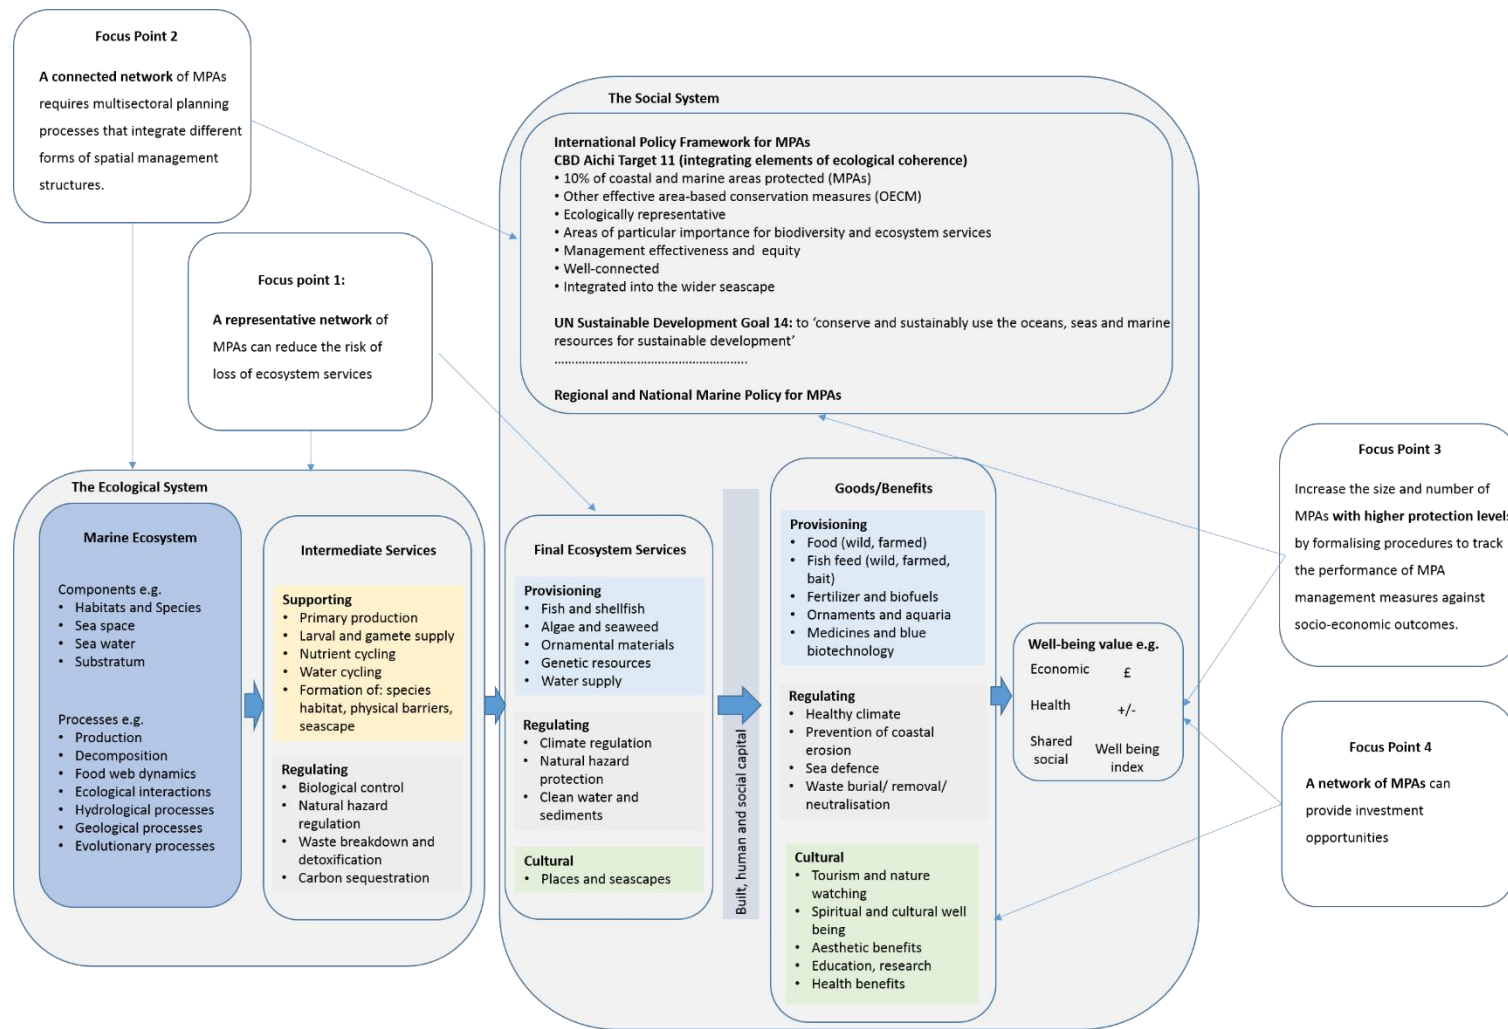 Focus Point 2
A connected network of MPAs
requires multisectoral planning
processes that integrate different
forms of spatial management
structures.
Focus point 1:
A representative network of
MPAs can reduce the risk of
loss of ecosystem services
The Social System
International Policy Framework for MPAs
CBD Aichi Target 11 (integrating elements of ecological coherence)
• 10% of coastal and marine areas protected (MPAs)
• Other effective area-based conservation measures (OECM)
• Ecologically representative
• Areas of particular importance for biodiversity and ecosystem services
• Management effectiveness and equity
• Well-connected
• Integrated into the wider seascape
UN Sustainable Development Goal 14: to ‘conserve and sustainably use the oceans, seas and marine
resources for sustainable development’
........................................................
Regional and National Marine Policy for MPAs
The Ecological System
Marine Ecosystem
Components e.g.
• Habitats and Species
• Sea space
• Sea water
• Substratum
Processes e.g.
• Production
• Decomposition
• Food web dynamics
• Ecological interactions
• Hydrological processes
• Geological processes
• Evolutionary processes
Intermediate Services
Supporting
• Primary production
• Larval and gamete supply
• Nutrient cycling
• Water cycling
• Formation of: species
habitat, physical barriers,
seascape
Regulating
• Biological control
• Natural hazard
regulation
• Waste breakdown and
detoxification
• Carbon sequestration
Final Ecosystem Services
Provisioning
• Fish and shellfish
• Algae and seaweed
• Ornamental materials
• Genetic resources
• Water supply
Regulating
• Climate regulation
• Natural hazard
protection
• Clean water and
sediments
Cultural
• Places and seascapes
Built, human and social capital
Goods/Benefits
Provisioning
• Food (wild, farmed)
• Fish feed (wild, farmed,
bait)
• Fertilizer and biofuels
• Ornaments and aquaria
• Medicines and blue
biotechnology
Regulating
• Healthy climate
• Prevention of coastal
erosion
• Sea defence
• Waste burial/ removal/
neutralisation
Cultural
• Tourism and nature
watching
• Spiritual and cultural well
being
• Aesthetic benefits
• Education, research
• Health benefits
Well-being value e.g.
Economic £
Health +/-
Shared
social
Well being
index
Focus Point 3
Increase the size and number of
MPAs with higher protection levels
by formalising procedures to track
the performance of MPA
management measures against
socio-economic outcomes.
Focus Point 4
A network of MPAs can
provide investment
opportunities